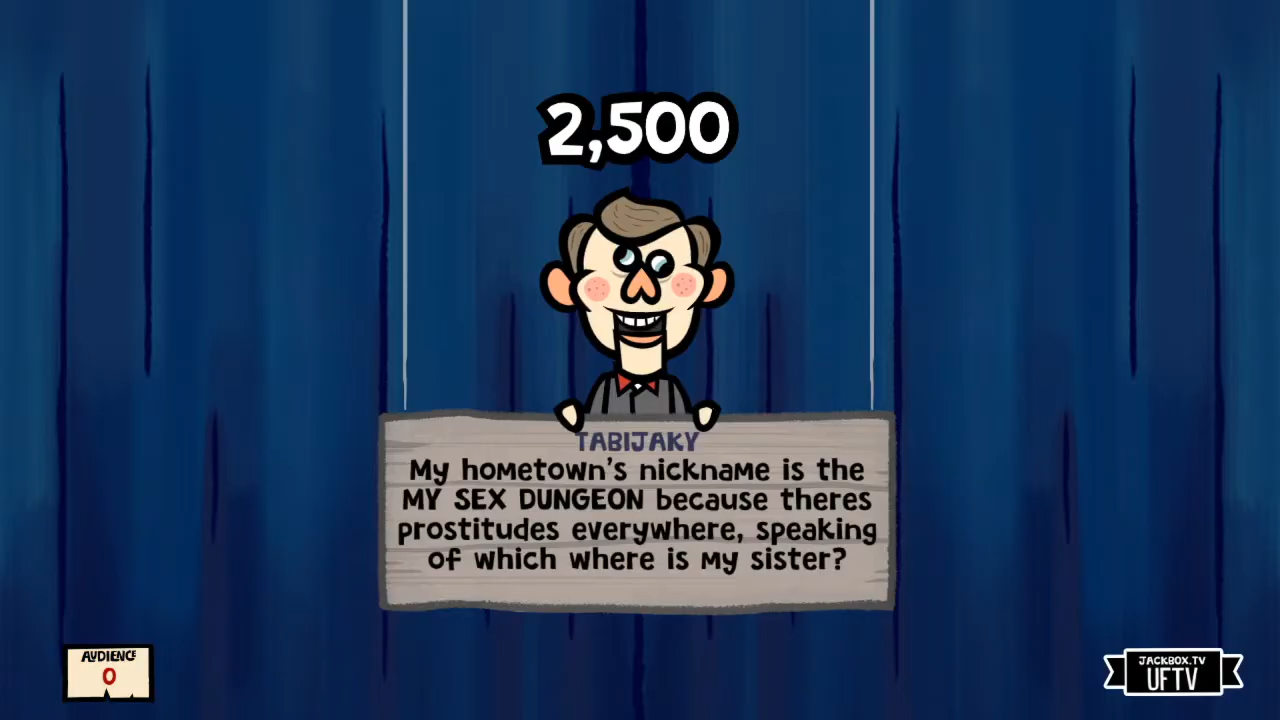 2,500
TABIJAKY
My hometown's nickname is the
MY SEX DUNGEON because theres
prostitudes everywhere, speaking
of which where is my sister?
AUDIENCE
0
JACKBOX.TV
UFTV